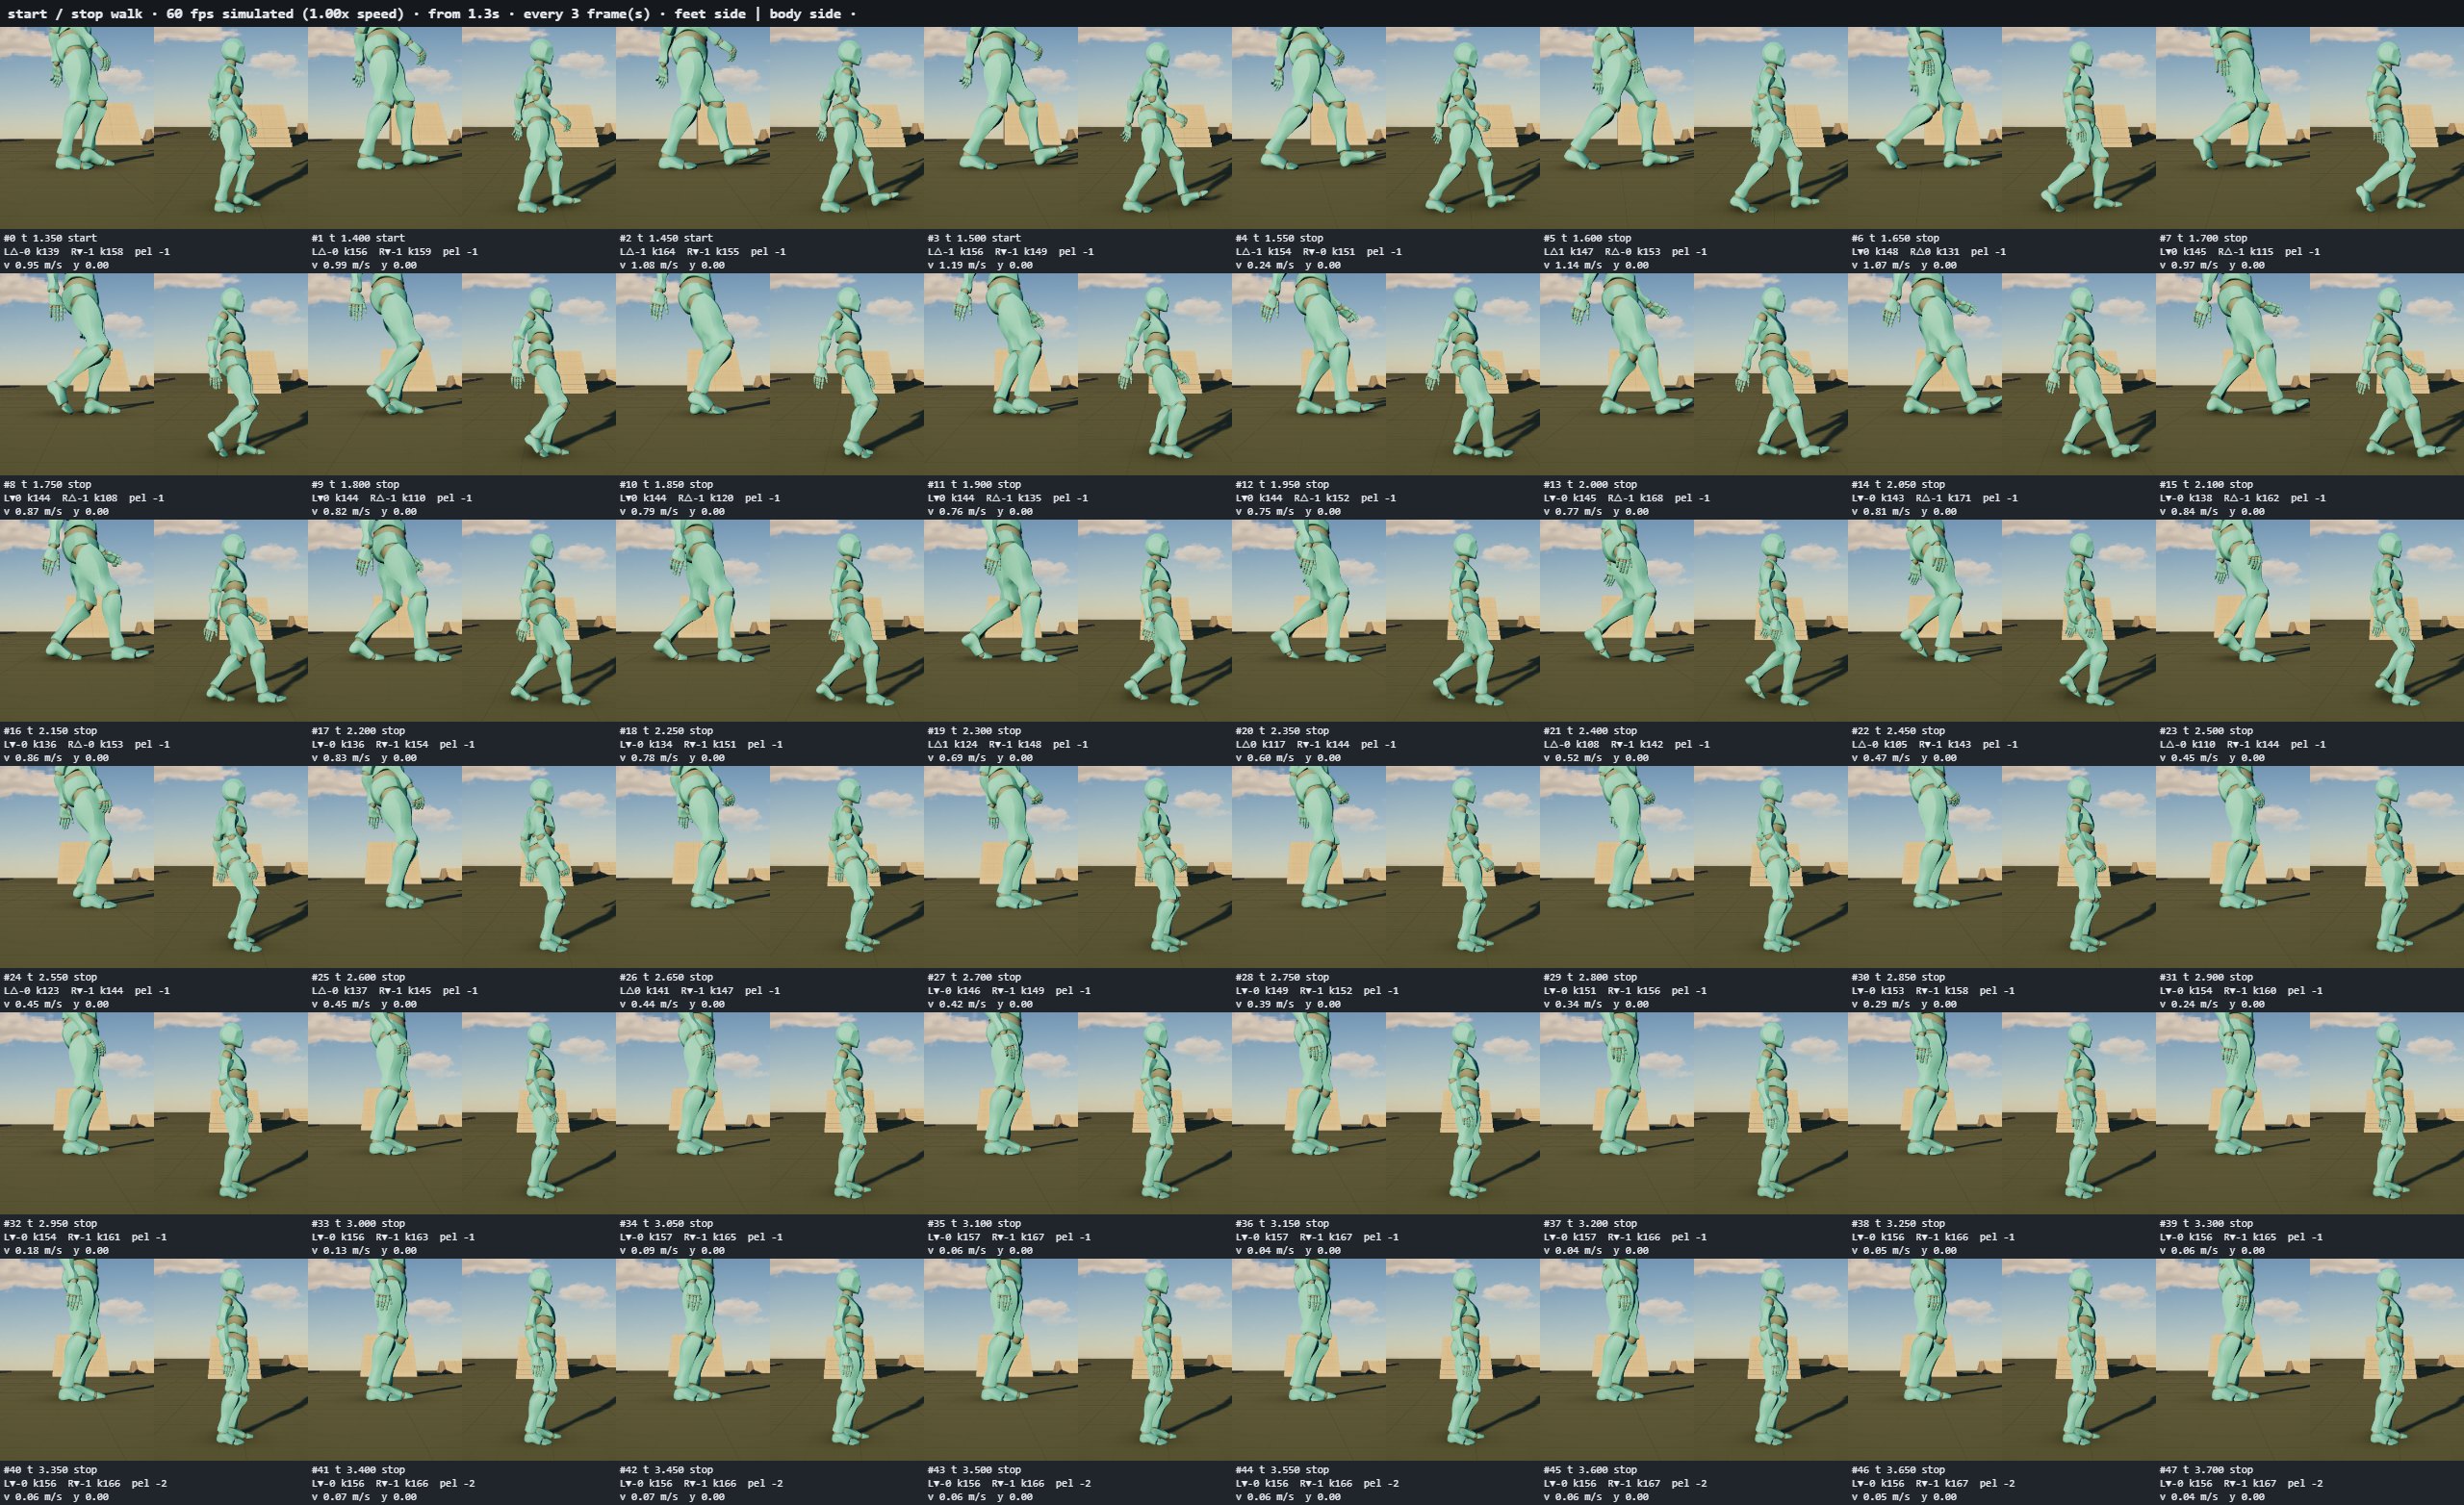 start / stop walk · 60 fps simulated (1.00x speed) · from 1.3s · every 3 frame(s) · feet side | body side ·
#0 t 1.350 start
L△-0 k139 R▼-1 k158 pel -1
v 0.95 m/s y 0.00
#1 t 1.400 start
L△-0 k156 R▼-1 k159 pel -1
v 0.99 m/s y 0.00
#2 t 1.450 start
L△-1 k164 R▼-1 k155 pel -1
v 1.08 m/s y 0.00
#3 t 1.500 start
L△-1 k156 R▼-1 k149 pel -1
v 1.19 m/s y 0.00
#4 t 1.550 stop
L△-1 k154 R▼-0 k151 pel -1
v 0.24 m/s y 0.00
#5 t 1.600 stop
L△1 k147 R△-0 k153 pel -1
v 1.14 m/s y 0.00
#6 t 1.650 stop
L▼0 k148 R△0 k131 pel -1
v 1.07 m/s y 0.00
#7 t 1.700 stop
L▼0 k145 R△-1 k115 pel -1
v 0.97 m/s y 0.00
#8 t 1.750 stop
L▼0 k144 R△-1 k108 pel -1
v 0.87 m/s y 0.00
#9 t 1.800 stop
L▼0 k144 R△-1 k110 pel -1
v 0.82 m/s y 0.00
#10 t 1.850 stop
L▼0 k144 R△-1 k120 pel -1
v 0.79 m/s y 0.00
#11 t 1.900 stop
L▼0 k144 R△-1 k135 pel -1
v 0.76 m/s y 0.00
#12 t 1.950 stop
L▼0 k144 R△-1 k152 pel -1
v 0.75 m/s y 0.00
#13 t 2.000 stop
L▼-0 k145 R△-1 k168 pel -1
v 0.77 m/s y 0.00
#14 t 2.050 stop
L▼-0 k143 R△-1 k171 pel -1
v 0.81 m/s y 0.00
#15 t 2.100 stop
L▼-0 k138 R△-1 k162 pel -1
v 0.84 m/s y 0.00
#16 t 2.150 stop
L▼-0 k136 R△-0 k153 pel -1
v 0.86 m/s y 0.00
#17 t 2.200 stop
L▼-0 k136 R▼-1 k154 pel -1
v 0.83 m/s y 0.00
#18 t 2.250 stop
L▼-0 k134 R▼-1 k151 pel -1
v 0.78 m/s y 0.00
#19 t 2.300 stop
L△1 k124 R▼-1 k148 pel -1
v 0.69 m/s y 0.00
#20 t 2.350 stop
L△0 k117 R▼-1 k144 pel -1
v 0.60 m/s y 0.00
#21 t 2.400 stop
L△-0 k108 R▼-1 k142 pel -1
v 0.52 m/s y 0.00
#22 t 2.450 stop
L△-0 k105 R▼-1 k143 pel -1
v 0.47 m/s y 0.00
#23 t 2.500 stop
L△-0 k110 R▼-1 k144 pel -1
v 0.45 m/s y 0.00
#24 t 2.550 stop
L△-0 k123 R▼-1 k144 pel -1
v 0.45 m/s y 0.00
#25 t 2.600 stop
L△-0 k137 R▼-1 k145 pel -1
v 0.45 m/s y 0.00
#26 t 2.650 stop
L△0 k141 R▼-1 k147 pel -1
v 0.44 m/s y 0.00
#27 t 2.700 stop
L▼-0 k146 R▼-1 k149 pel -1
v 0.42 m/s y 0.00
#28 t 2.750 stop
L▼-0 k149 R▼-1 k152 pel -1
v 0.39 m/s y 0.00
#29 t 2.800 stop
L▼-0 k151 R▼-1 k156 pel -1
v 0.34 m/s y 0.00
#30 t 2.850 stop
L▼-0 k153 R▼-1 k158 pel -1
v 0.29 m/s y 0.00
#31 t 2.900 stop
L▼-0 k154 R▼-1 k160 pel -1
v 0.24 m/s y 0.00
#32 t 2.950 stop
L▼-0 k154 R▼-1 k161 pel -1
v 0.18 m/s y 0.00
#33 t 3.000 stop
L▼-0 k156 R▼-1 k163 pel -1
v 0.13 m/s y 0.00
#34 t 3.050 stop
L▼-0 k157 R▼-1 k165 pel -1
v 0.09 m/s y 0.00
#35 t 3.100 stop
L▼-0 k157 R▼-1 k167 pel -1
v 0.06 m/s y 0.00
#36 t 3.150 stop
L▼-0 k157 R▼-1 k167 pel -1
v 0.04 m/s y 0.00
#37 t 3.200 stop
L▼-0 k157 R▼-1 k166 pel -1
v 0.04 m/s y 0.00
#38 t 3.250 stop
L▼-0 k156 R▼-1 k166 pel -1
v 0.05 m/s y 0.00
#39 t 3.300 stop
L▼-0 k156 R▼-1 k165 pel -1
v 0.06 m/s y 0.00
#40 t 3.350 stop
L▼-0 k156 R▼-1 k166 pel -2
v 0.06 m/s y 0.00
#41 t 3.400 stop
L▼-0 k156 R▼-1 k166 pel -2
v 0.07 m/s y 0.00
#42 t 3.450 stop
L▼-0 k156 R▼-1 k166 pel -2
v 0.07 m/s y 0.00
#43 t 3.500 stop
L▼-0 k156 R▼-1 k166 pel -2
v 0.06 m/s y 0.00
#44 t 3.550 stop
L▼-0 k156 R▼-1 k166 pel -2
v 0.06 m/s y 0.00
#45 t 3.600 stop
L▼-0 k156 R▼-1 k167 pel -2
v 0.06 m/s y 0.00
#46 t 3.650 stop
L▼-0 k156 R▼-1 k167 pel -2
v 0.05 m/s y 0.00
#47 t 3.700 stop
L▼-0 k156 R▼-1 k167 pel -2
v 0.04 m/s y 0.00